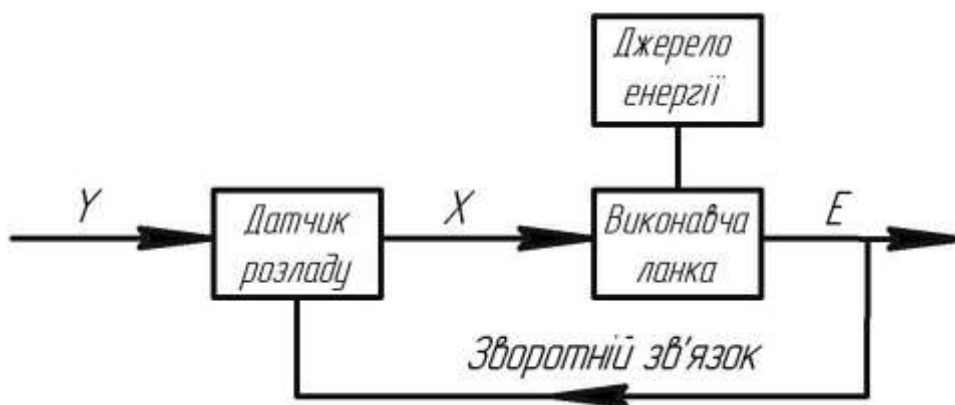 Джерело
енергії
Y
Датчик
розладу
X
Виконавча
ланка
E
Зворотній зв'язок